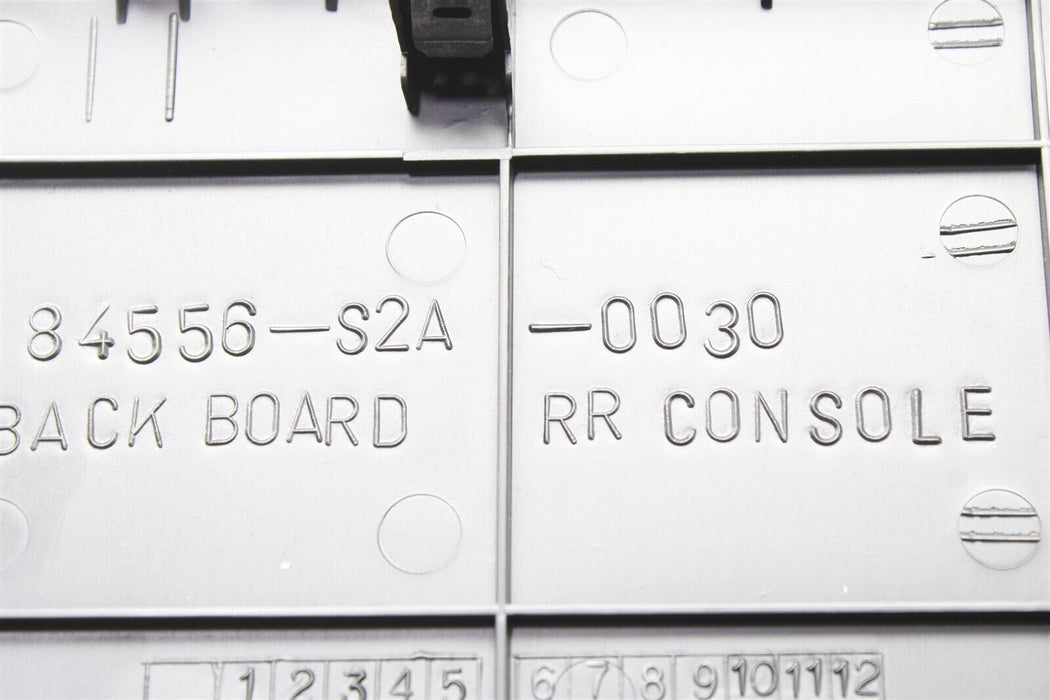 84556-S2A -0030
BACK BOARD RR CONSOLE
1 2 3 4 5 6 7 8 9 10 11 12